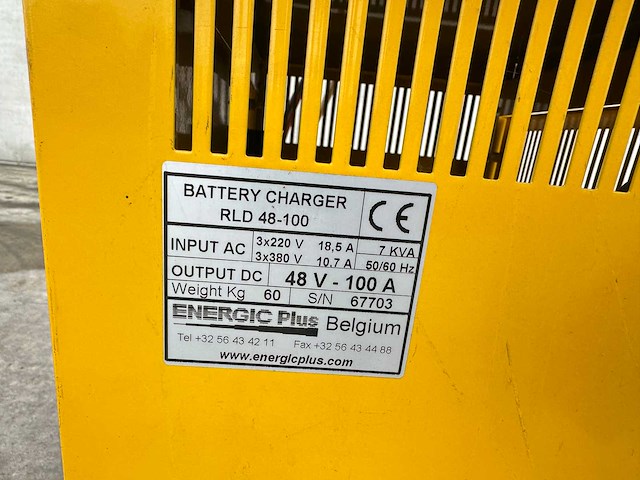 BATTERY CHARGER
RLD 48-100
CE
INPUT AC 3x220 V 18,5 A 7 KVA
3x380 V 10.7 A 50/60 Hz
OUTPUT DC 48 V - 100 A
Weight Kg 60 S/N 67703
ENERGIC Plus Belgium
Tel +32 56 43 42 11 Fax +32 56 43 44 88
www.energicplus.com